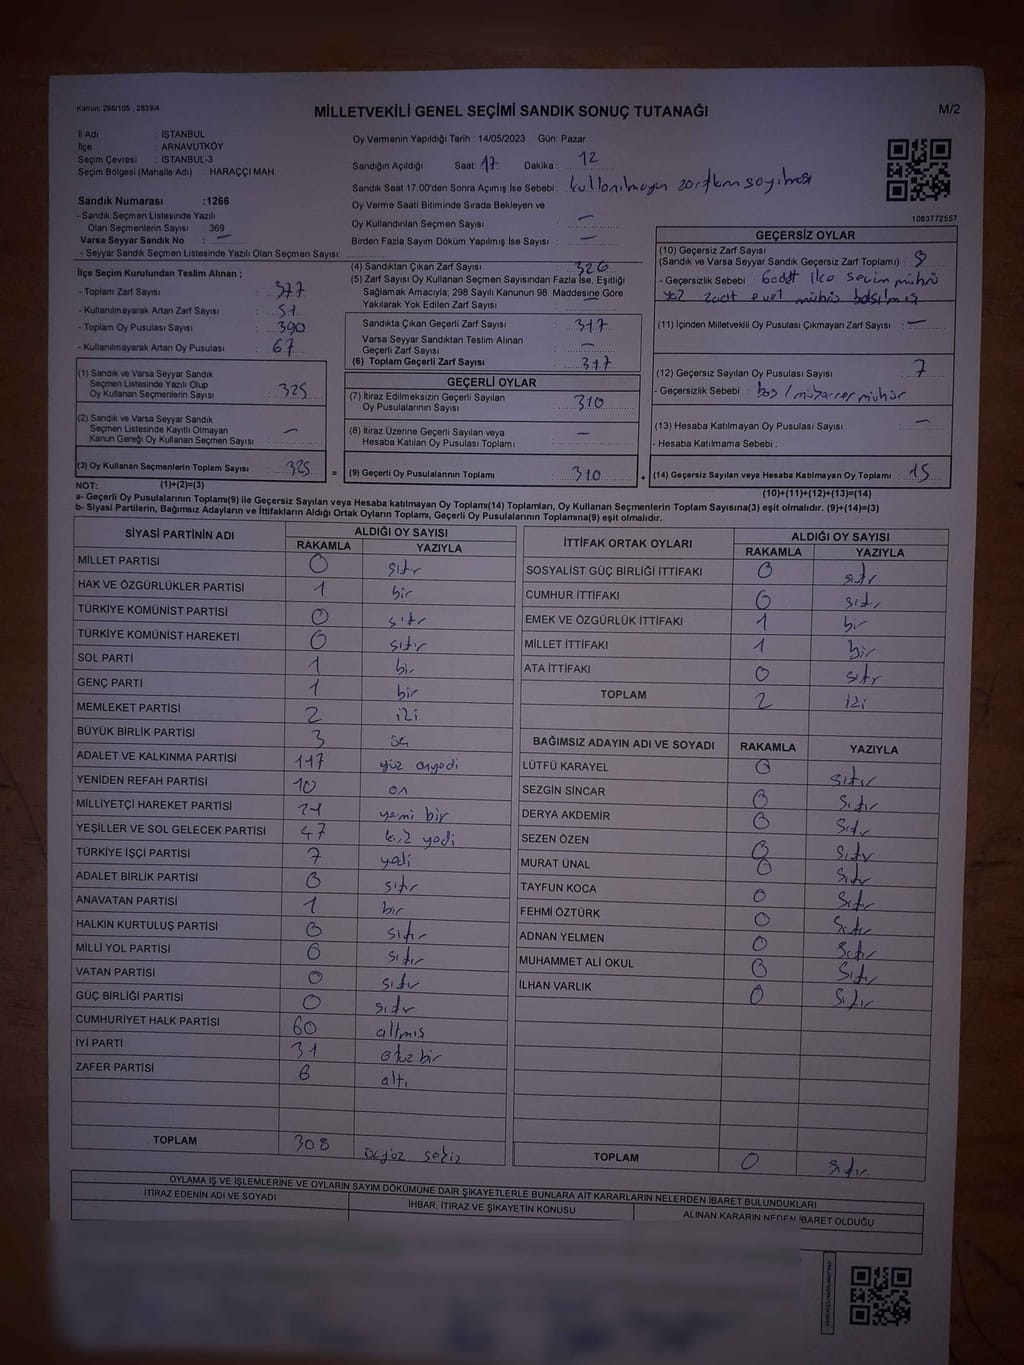 Kanun, 298/105 , 2839/4
MİLLETVEKİLİ GENEL SEÇİMİ SANDIK SONUÇ TUTANAĞI
M/2
İl Adı : İSTANBUL
İlçe : ARNAVUTKÖY
Seçim Çevresi : İSTANBUL-3
Seçim Bölgesi (Mahalle Adı) : HARAÇÇI MAH.
Sandık Numarası :1266
- Sandık Seçmen Listesinde Yazılı
Olan Seçmenlerin Sayısı : 369
Varsa Seyyar Sandık No : —
- Seyyar Sandık Seçmen Listesinde Yazılı Olan Seçmen Sayısı:
Oy Vermenin Yapıldığı Tarih : 14/05/2023 Gün: Pazar
Sandığın Açıldığı Saat: 17 Dakika : 12
Sandık Saat 17.00'den Sonra Açımış İse Sebebi: kullanılmayan zarfların sayılması
Oy Verme Saati Bitiminde Sırada Bekleyen ve
Oy Kullandırılan Seçmen Sayısı : —
Birden Fazla Sayım Döküm Yapılmış İse Sayısı : —
1083772557
İlçe Seçim Kurulundan Teslim Alınan ;
- Toplam Zarf Sayısı : 377
- Kullanılmayarak Artan Zarf Sayısı : 51
- Toplam Oy Pusulası Sayısı : 390
- Kullanılmayarak Artan Oy Pusulası : 67
(1) Sandık ve Varsa Seyyar Sandık
Seçmen Listesinde Yazılı Olup
Oy Kullanan Seçmenlerin Sayısı : 325
(2) Sandık ve Varsa Seyyar Sandık
Seçmen Listesinde Kayıtlı Olmayan
Kanun Gereği Oy Kullanan Seçmen Sayısı : —
(3) Oy Kullanan Seçmenlerin Toplam Sayısı : 325
(4) Sandıktan Çıkan Zarf Sayısı : 326
(5) Zarf Sayısı Oy Kullanan Seçmen Sayısından Fazla İse, Eşitliği
Sağlamak Amacıyla, 298 Sayılı Kanunun 98. Maddesine Göre
Yakılarak Yok Edilen Zarf Sayısı
Sandıkta Çıkan Geçerli Zarf Sayısı : 317
Varsa Seyyar Sandıktan Teslim Alınan
Geçerli Zarf Sayısı : —
(6) Toplam Geçerli Zarf Sayısı : 317
GEÇERLİ OYLAR
(7) İtiraz Edilmeksizin Geçerli Sayılan
Oy Pusulalarının Sayısı : 310
(8) İtiraz Üzerine Geçerli Sayılan veya
Hesaba Katılan Oy Pusulası Toplamı : —
= (9) Geçerli Oy Pusulalarının Toplamı : 310
GEÇERSİZ OYLAR
(10) Geçersiz Zarf Sayısı
(Sandık ve Varsa Seyyar Sandık Geçersiz Zarf Toplamı) : 8
- Geçersizlik Sebebi : 6 adet ilçe seçim mührü
yok 2 adet evet mührü basılmış
(11) İçinden Milletvekili Oy Pusulası Çıkmayan Zarf Sayısı : —
(12) Geçersiz Sayılan Oy Pusulası Sayısı : 7
- Geçersizlik Sebebi : boş / mükerrer mühür
(13) Hesaba Katılmayan Oy Pusulası Sayısı : —
- Hesaba Katılmama Sebebi :
+ (14) Geçersiz Sayılan veya Hesaba Katılmayan Oy Toplamı : 15
NOT: (1)+(2)=(3)
(10)+(11)+(12)+(13)=(14)
a- Geçerli Oy Pusulalarının Toplamı(9) ile Geçersiz Sayılan veya Hesaba katılmayan Oy Toplamı(14) Toplamları, Oy Kullanan Seçmenlerin Toplam Sayısına(3) eşit olmalıdır. (9)+(14)=(3)
b- Siyasi Partilerin, Bağımsız Adayların ve İttifakların Aldığı Ortak Oyların Toplamı, Geçerli Oy Pusulalarının Toplamına(9) eşit olmalıdır.
SİYASİ PARTİNİN ADI ALDIĞI OY SAYISI
RAKAMLA YAZIYLA
MİLLET PARTİSİ 0 sıfır
HAK VE ÖZGÜRLÜKLER PARTİSİ 1 bir
TÜRKİYE KOMÜNİST PARTİSİ 0 sıfır
TÜRKİYE KOMÜNİST HAREKETİ 0 sıfır
SOL PARTİ 1 bir
GENÇ PARTİ 1 bir
MEMLEKET PARTİSİ 2 iki
BÜYÜK BİRLİK PARTİSİ 3 üç
ADALET VE KALKINMA PARTİSİ 117 yüz onyedi
YENİDEN REFAH PARTİSİ 10 on
MİLLİYETÇİ HAREKET PARTİSİ 21 yirmi bir
YEŞİLLER VE SOL GELECEK PARTİSİ 47 kırk yedi
TÜRKİYE İŞÇİ PARTİSİ 7 yedi
ADALET BİRLİK PARTİSİ 0 sıfır
ANAVATAN PARTİSİ 1 bir
HALKIN KURTULUŞ PARTİSİ 0 sıfır
MİLLİ YOL PARTİSİ 0 sıfır
VATAN PARTİSİ 0 sıfır
GÜÇ BİRLİĞİ PARTİSİ 0 sıfır
CUMHURİYET HALK PARTİSİ 60 altmış
İYİ PARTİ 31 otuz bir
ZAFER PARTİSİ 6 altı
TOPLAM 308 üçyüz sekiz
İTTİFAK ORTAK OYLARI ALDIĞI OY SAYISI
RAKAMLA YAZIYLA
SOSYALİST GÜÇ BİRLİĞİ İTTİFAKI 0 sıfır
CUMHUR İTTİFAKI 0 sıfır
EMEK VE ÖZGÜRLÜK İTTİFAKI 1 bir
MİLLET İTTİFAKI 1 bir
ATA İTTİFAKI 0 sıfır
TOPLAM 2 iki
BAĞIMSIZ ADAYIN ADI VE SOYADI RAKAMLA YAZIYLA
LÜTFÜ KARAYEL 0 sıfır
SEZGİN SİNCAR 0 sıfır
DERYA AKDEMİR 0 sıfır
SEZEN ÖZEN 0 sıfır
MURAT ÜNAL 0 sıfır
TAYFUN KOCA 0 sıfır
FEHMİ ÖZTÜRK 0 sıfır
ADNAN YELMEN 0 sıfır
MUHAMMET ALİ OKUL 0 sıfır
İLHAN VARLIK 0 sıfır
TOPLAM 0 sıfır
OYLAMA İŞ VE İŞLEMLERİNE VE OYLARIN SAYIM DÖKÜMÜNE DAİR ŞİKAYETLERLE BUNLARA AİT KARARLARIN NELERDEN İBARET BULUNDUKLARI
İTİRAZ EDENİN ADI VE SOYADI
İHBAR, İTİRAZ VE ŞİKAYETİN KONUSU
ALINAN KARARIN NEDEN İBARET OLDUĞU